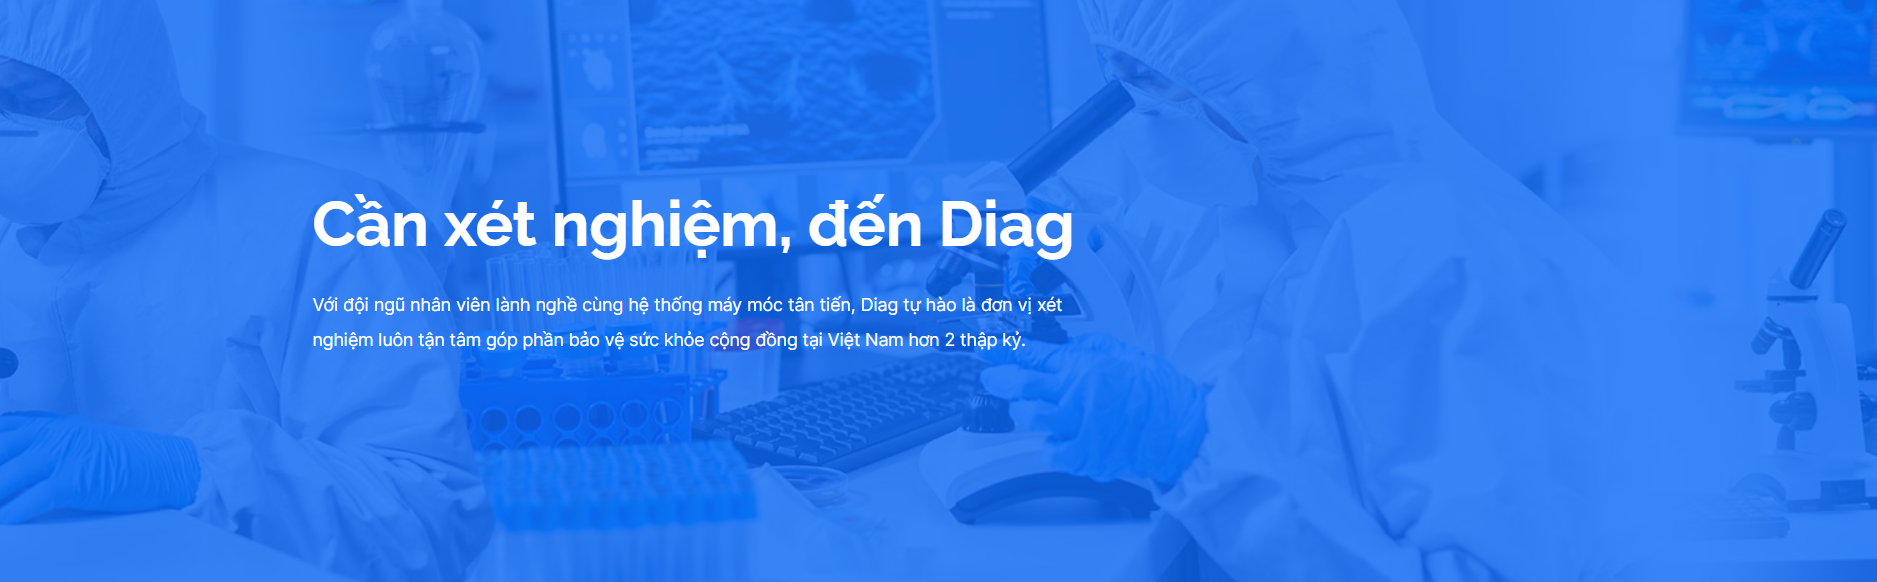 Cần xét nghiệm, đến Diag
Với đội ngũ nhân viên lành nghề cùng hệ thống máy móc tân tiến, Diag tự hào là đơn vị xét
nghiệm luôn tận tâm góp phần bảo vệ sức khỏe cộng đồng tại Việt Nam hơn 2 thập kỷ.